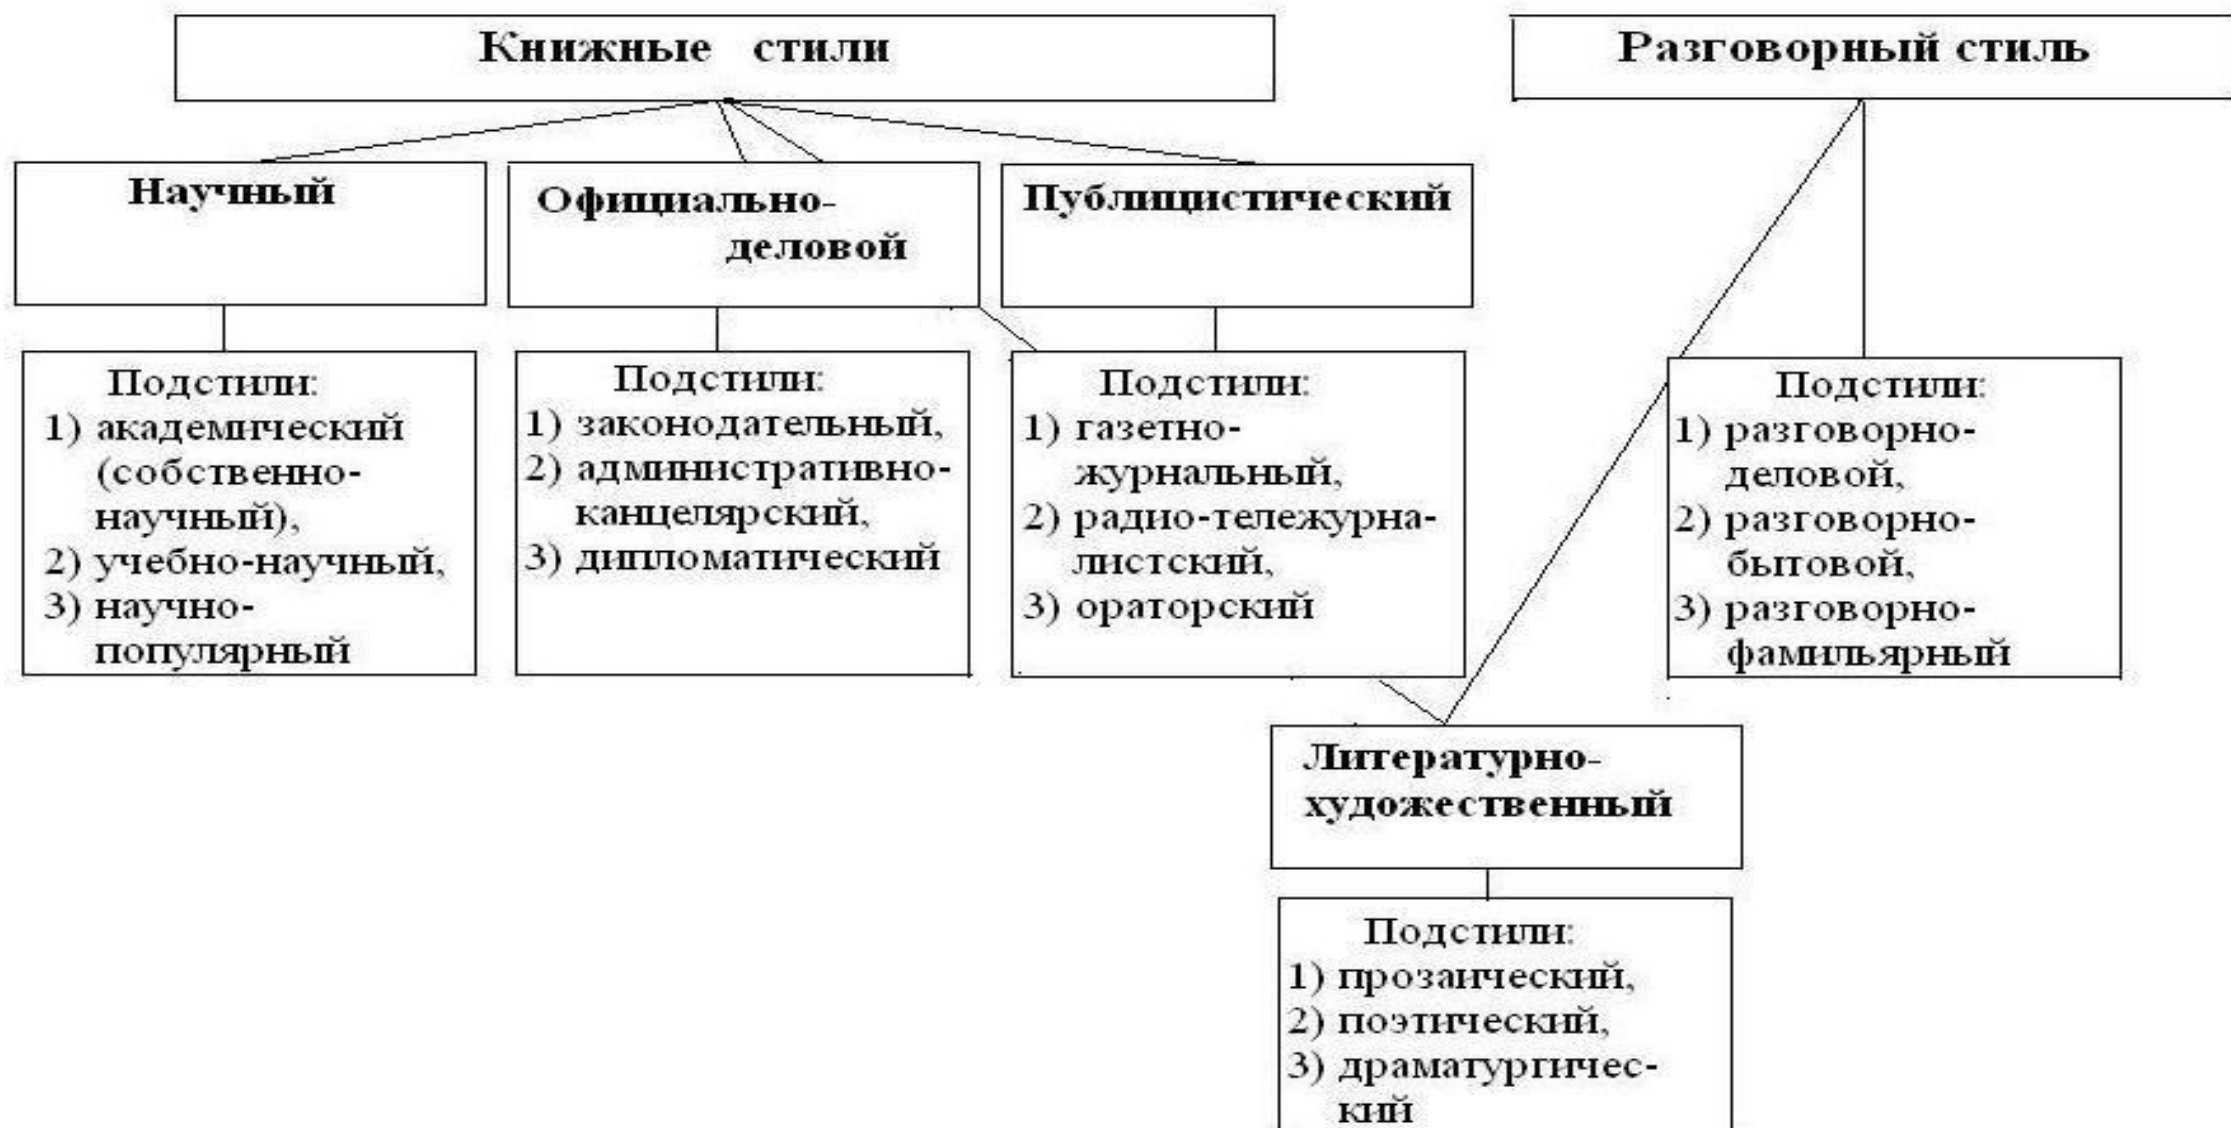 Книжные стили
Разговорный стиль
Научный
Официально-
деловой
Публицистический
Подстили:
1) академический
(собственно-
научный),
2) учебно-научный,
3) научно-
популярный
Подстили:
1) законодательный,
2) административно-
канцелярский,
3) дипломатический
Подстили:
1) газетно-
журнальный,
2) радио-тележурна-
листский,
3) ораторский
Подстили:
1) разговорно-
деловой,
2) разговорно-
бытовой,
3) разговорно-
фамильярный
Литературно-
художественный
Подстили:
1) прозаический,
2) поэтический,
3) драматургичес-
кий